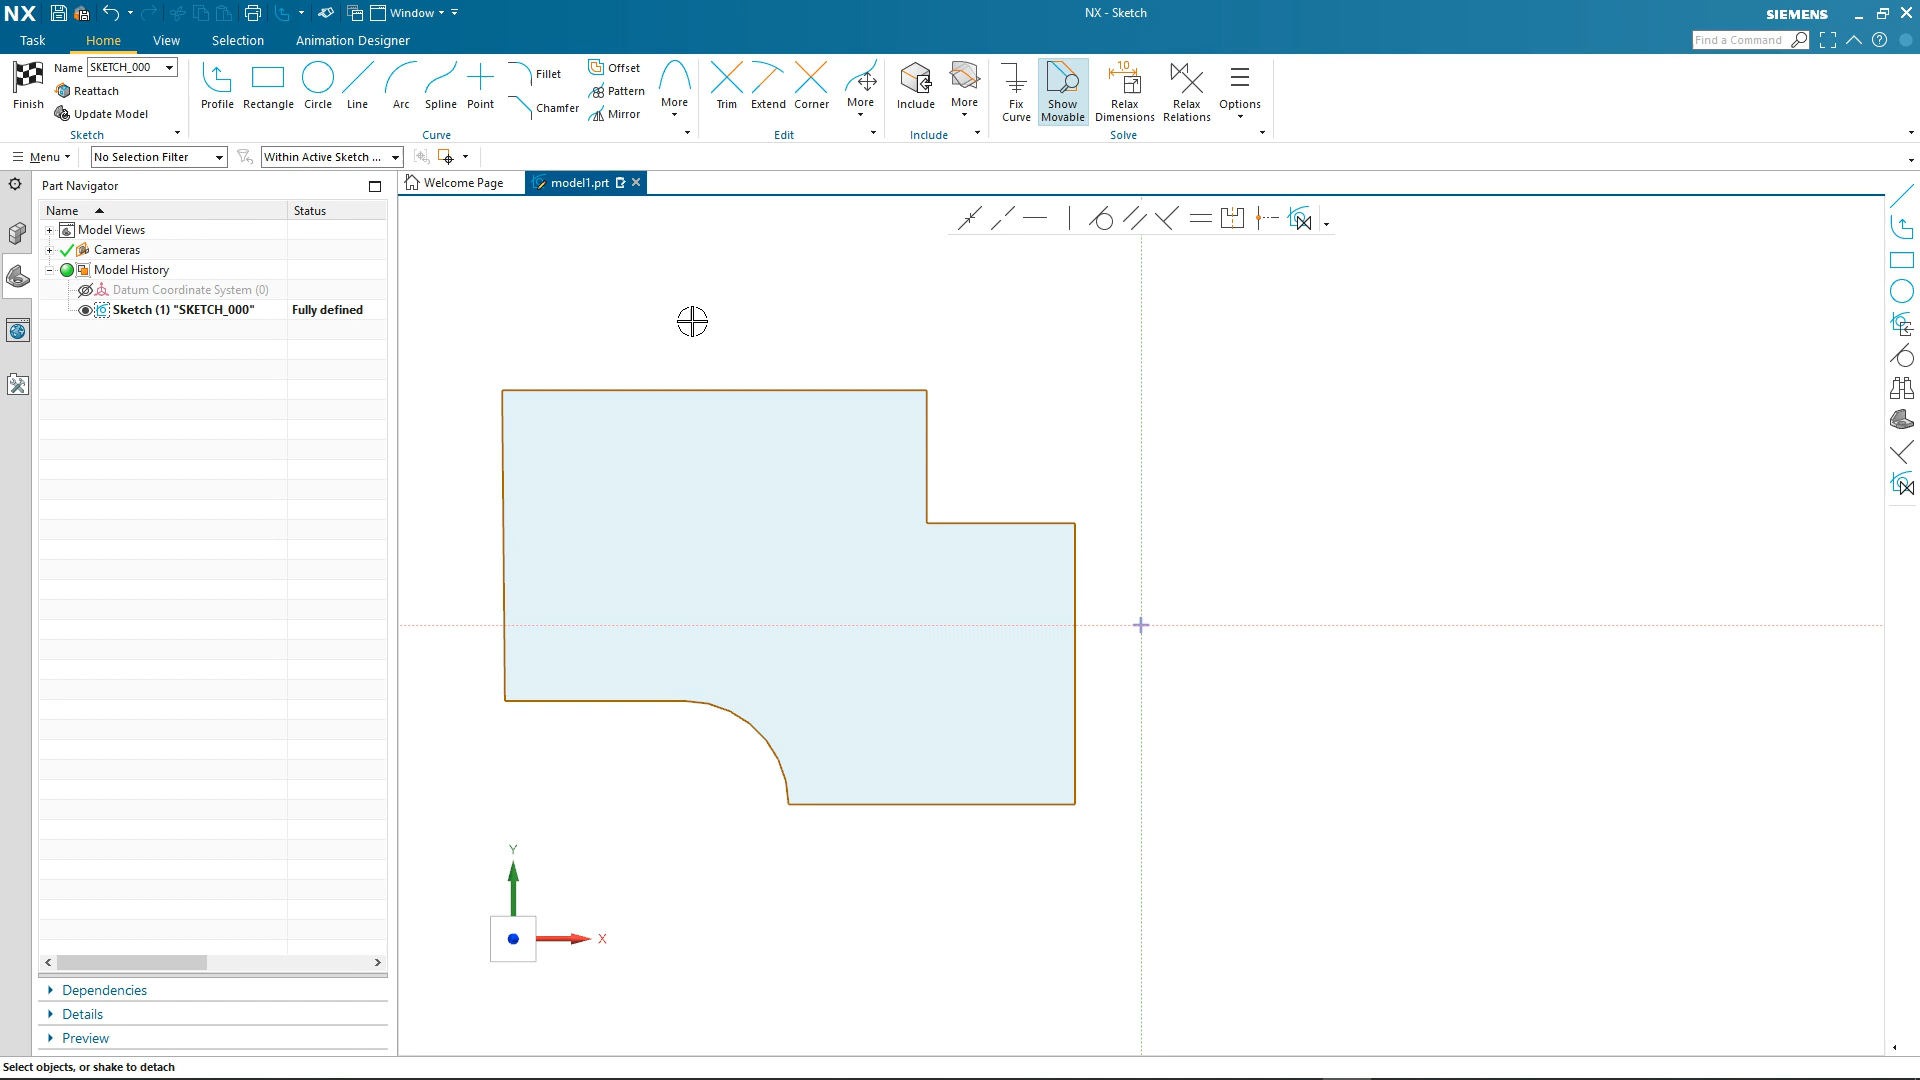 NX
Window
NX - Sketch
SIEMENS
Task
Home
View
Selection
Animation Designer
Find a Command
Finish
Name
SKETCH_000
Reattach
Update Model
Sketch
Profile
Rectangle
Circle
Line
Arc
Spline
Point
Fillet
Chamfer
Offset
Pattern
Mirror
More
Curve
Trim
Extend
Corner
More
Edit
Include
More
Include
Fix
Curve
Show
Movable
1,0
Relax
Dimensions
Relax
Relations
Options
Solve
Menu
No Selection Filter
Within Active Sketch ...
Part Navigator
Welcome Page
model1.prt
Name
Status
Model Views
Cameras
Model History
Datum Coordinate System (0)
Sketch (1) "SKETCH_000"
Fully defined
Y
X
Dependencies
Details
Preview
Select objects, or shake to detach